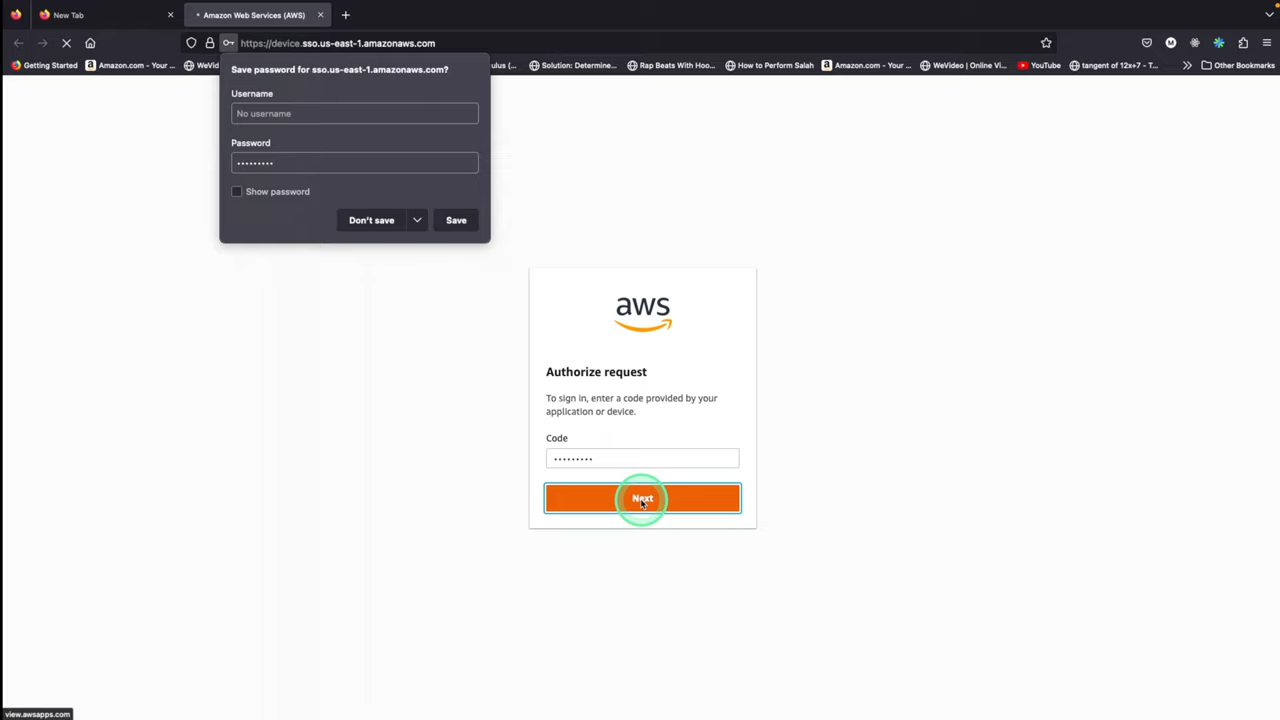 New Tab
Amazon Web Services (AWS)
https://device.sso.us-east-1.amazonaws.com
Getting Started
Amazon.com - Your ...
WeVid
ulus (...
Solution: Determine...
Rap Beats With Hoo...
How to Perform Salah
Amazon.com - Your ...
WeVideo | Online Vi...
YouTube
tangent of 12x+7 - T...
Other Bookmarks
Save password for sso.us-east-1.amazonaws.com?
Username
No username
Password
•••••••••
Show password
Don't save
Save
aws
Authorize request
To sign in, enter a code provided by your
application or device.
Code
•••••••••
Next
view.awsapps.com